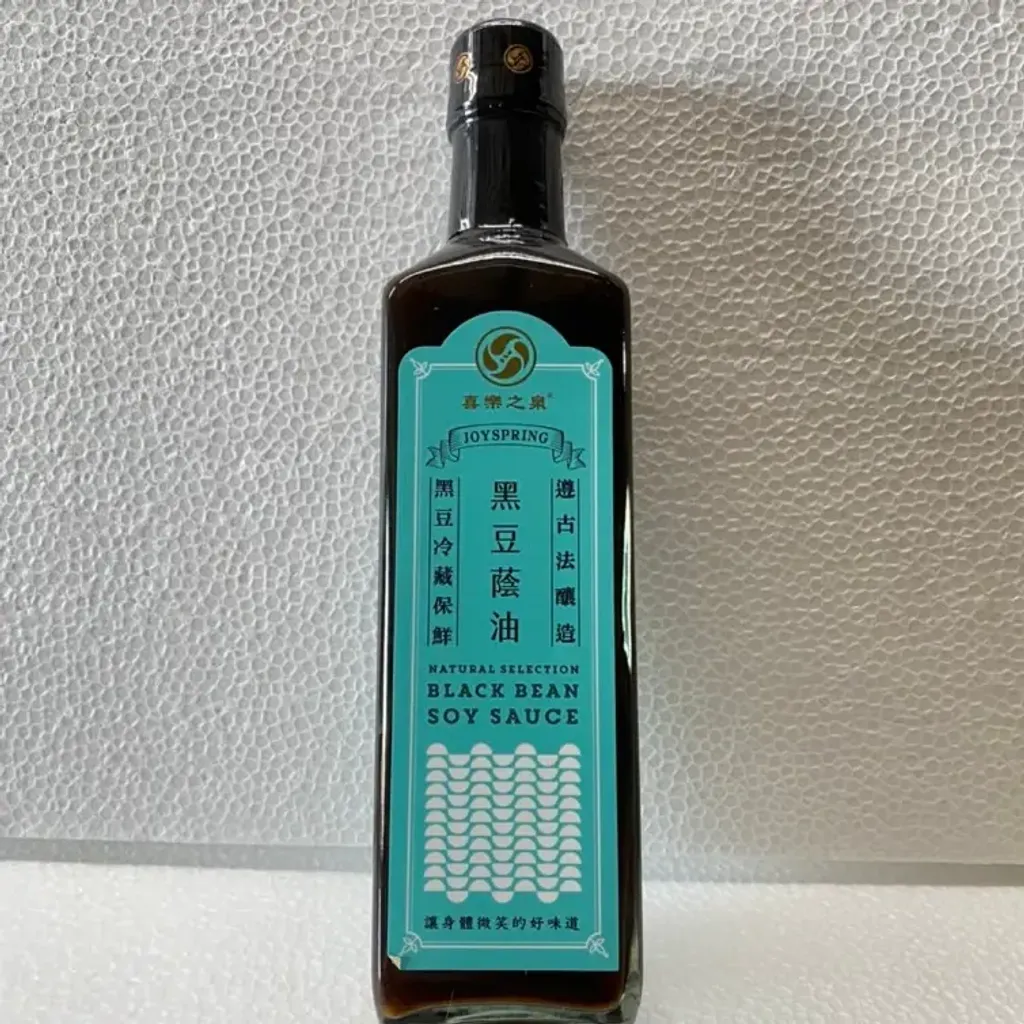 喜樂之泉®
JOYSPRING
遵古法釀造
黑豆蔭油
黑豆冷藏保鮮
NATURAL SELECTION
BLACK BEAN
SOY SAUCE
讓身體微笑的好味道